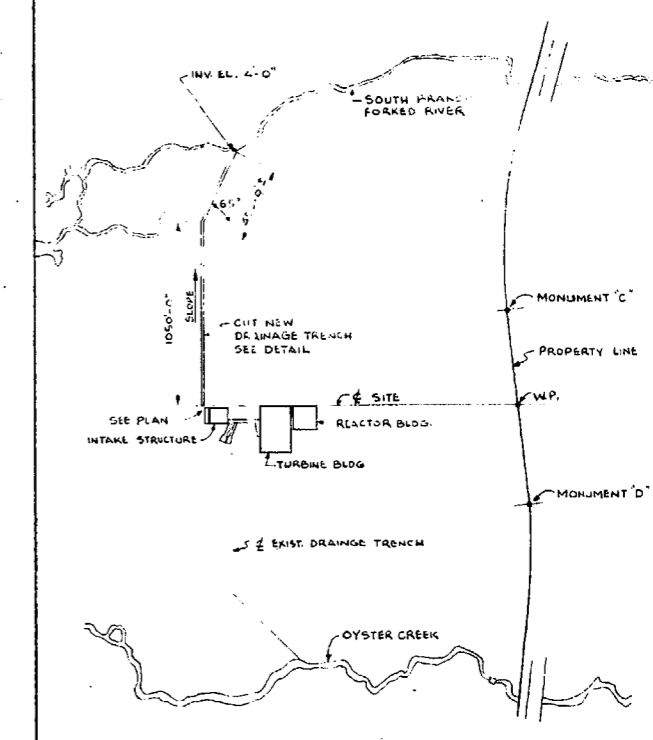 INV. EL. 4'-0"
SOUTH
FORKED RIVER
465'
1050'-0"
SLOPE
CUT NEW
DRAINAGE TRENCH
SEE DETAIL
MONUMENT "C"
PROPERTY LINE
W.P.
℄ SITE
SEE PLAN
INTAKE STRUCTURE
REACTOR BLDG.
TURBINE BLDG
MONUMENT "D"
℄ EXIST. DRAINGE TRENCH
OYSTER CREEK